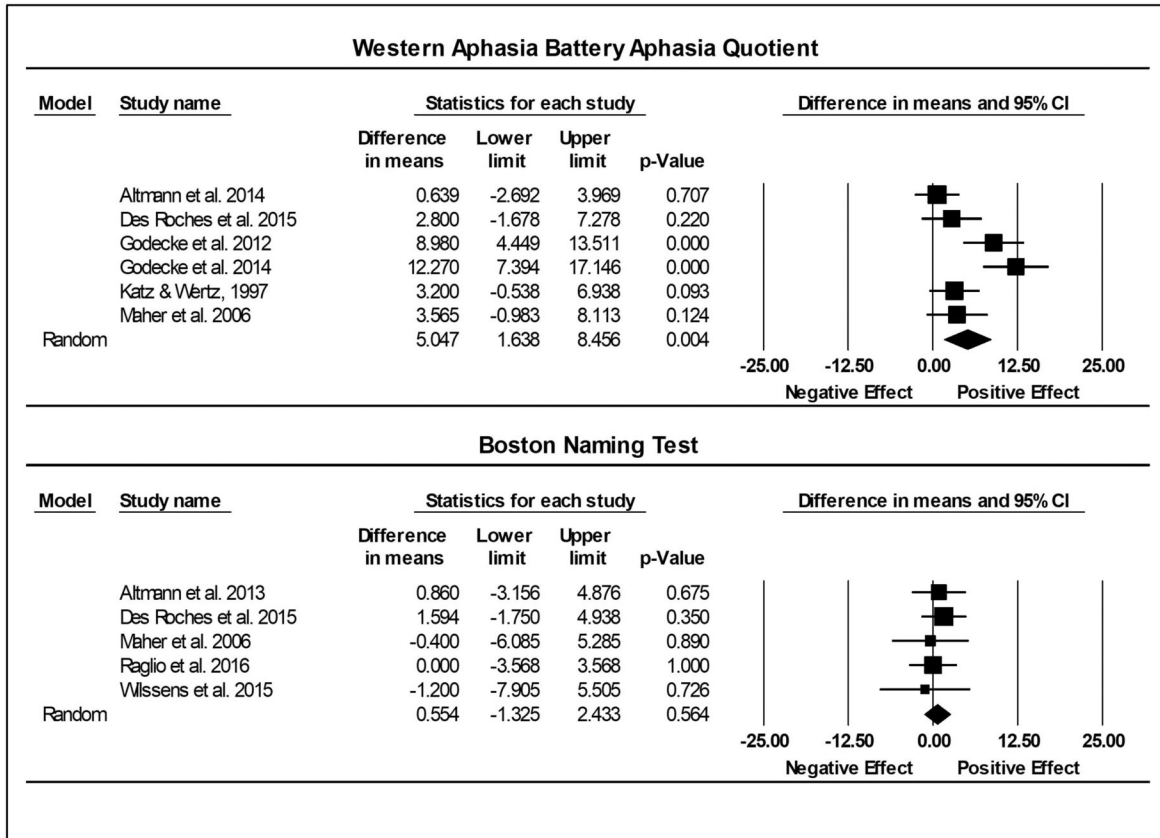 Western Aphasia Battery Aphasia Quotient
Model Study name Statistics for each study Difference in means and 95% CI
Difference in means Lower limit Upper limit p-Value
Altmann et al. 2014 0.639 -2.692 3.969 0.707
Des Roches et al. 2015 2.800 -1.678 7.278 0.220
Godecke et al. 2012 8.980 4.449 13.511 0.000
Godecke et al. 2014 12.270 7.394 17.146 0.000
Katz & Wertz, 1997 3.200 -0.538 6.938 0.093
Maher et al. 2006 3.565 -0.983 8.113 0.124
Random 5.047 1.638 8.456 0.004
-25.00 -12.50 0.00 12.50 25.00
Negative Effect Positive Effect
Boston Naming Test
Model Study name Statistics for each study Difference in means and 95% CI
Difference in means Lower limit Upper limit p-Value
Altmann et al. 2013 0.860 -3.156 4.876 0.675
Des Roches et al. 2015 1.594 -1.750 4.938 0.350
Maher et al. 2006 -0.400 -6.085 5.285 0.890
Raglio et al. 2016 0.000 -3.568 3.568 1.000
Wilssens et al. 2015 -1.200 -7.905 5.505 0.726
Random 0.554 -1.325 2.433 0.564
-25.00 -12.50 0.00 12.50 25.00
Negative Effect Positive Effect